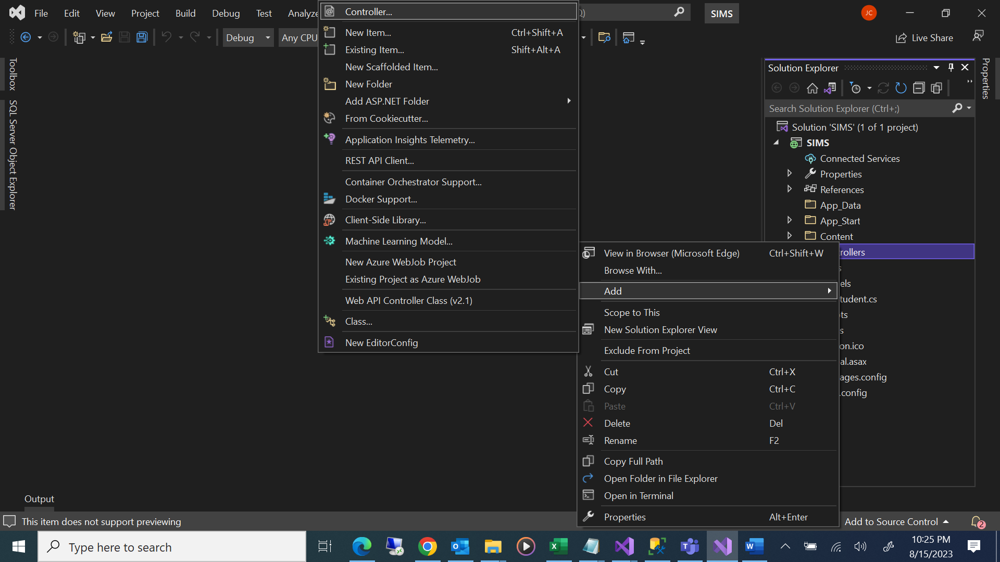 File Edit View Project Build Debug Test Analyze
Q)
SIMS
JC
Debug
Any CPU
Live Share
Toolbox
SQL Server Object Explorer
Controller...
New Item... Ctrl+Shift+A
Existing Item... Shift+Alt+A
New Scaffolded Item...
New Folder
Add ASP.NET Folder
From Cookiecutter...
Application Insights Telemetry...
REST API Client...
Container Orchestrator Support...
Docker Support...
Client-Side Library...
Machine Learning Model...
New Azure WebJob Project
Existing Project as Azure WebJob
Web API Controller Class (v2.1)
Class...
New EditorConfig
View in Browser (Microsoft Edge) Ctrl+Shift+W
Browse With...
Add
Scope to This
New Solution Explorer View
Exclude From Project
Cut Ctrl+X
Copy Ctrl+C
Paste Ctrl+V
Delete Del
Rename F2
Copy Full Path
Open Folder in File Explorer
Open in Terminal
Properties Alt+Enter
Solution Explorer
Search Solution Explorer (Ctrl+;)
Solution 'SIMS' (1 of 1 project)
SIMS
Connected Services
Properties
References
App_Data
App_Start
Content
rollers
s
els
tudent.cs
ts
s
on.ico
al.asax
ages.config
.config
Properties
Output
This item does not support previewing
Add to Source Control
2
Type here to search
10:25 PM
8/15/2023